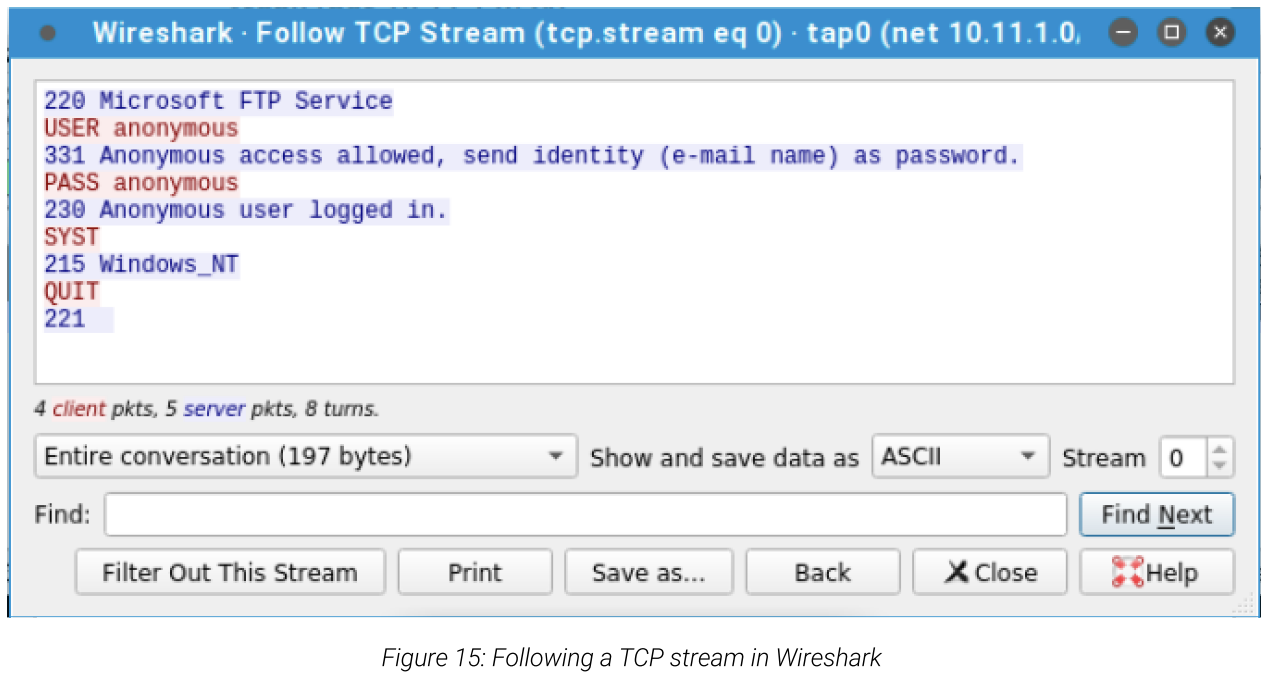 Wireshark · Follow TCP Stream (tcp.stream eq 0) · tap0 (net 10.11.1.0,
220 Microsoft FTP Service
USER anonymous
331 Anonymous access allowed, send identity (e-mail name) as password.
PASS anonymous
230 Anonymous user logged in.
SYST
215 Windows_NT
QUIT
221
4 client pkts, 5 server pkts, 8 turns.
Entire conversation (197 bytes) Show and save data as ASCII Stream 0
Find: Find Next
Filter Out This Stream Print Save as... Back Close Help
Figure 15: Following a TCP stream in Wireshark